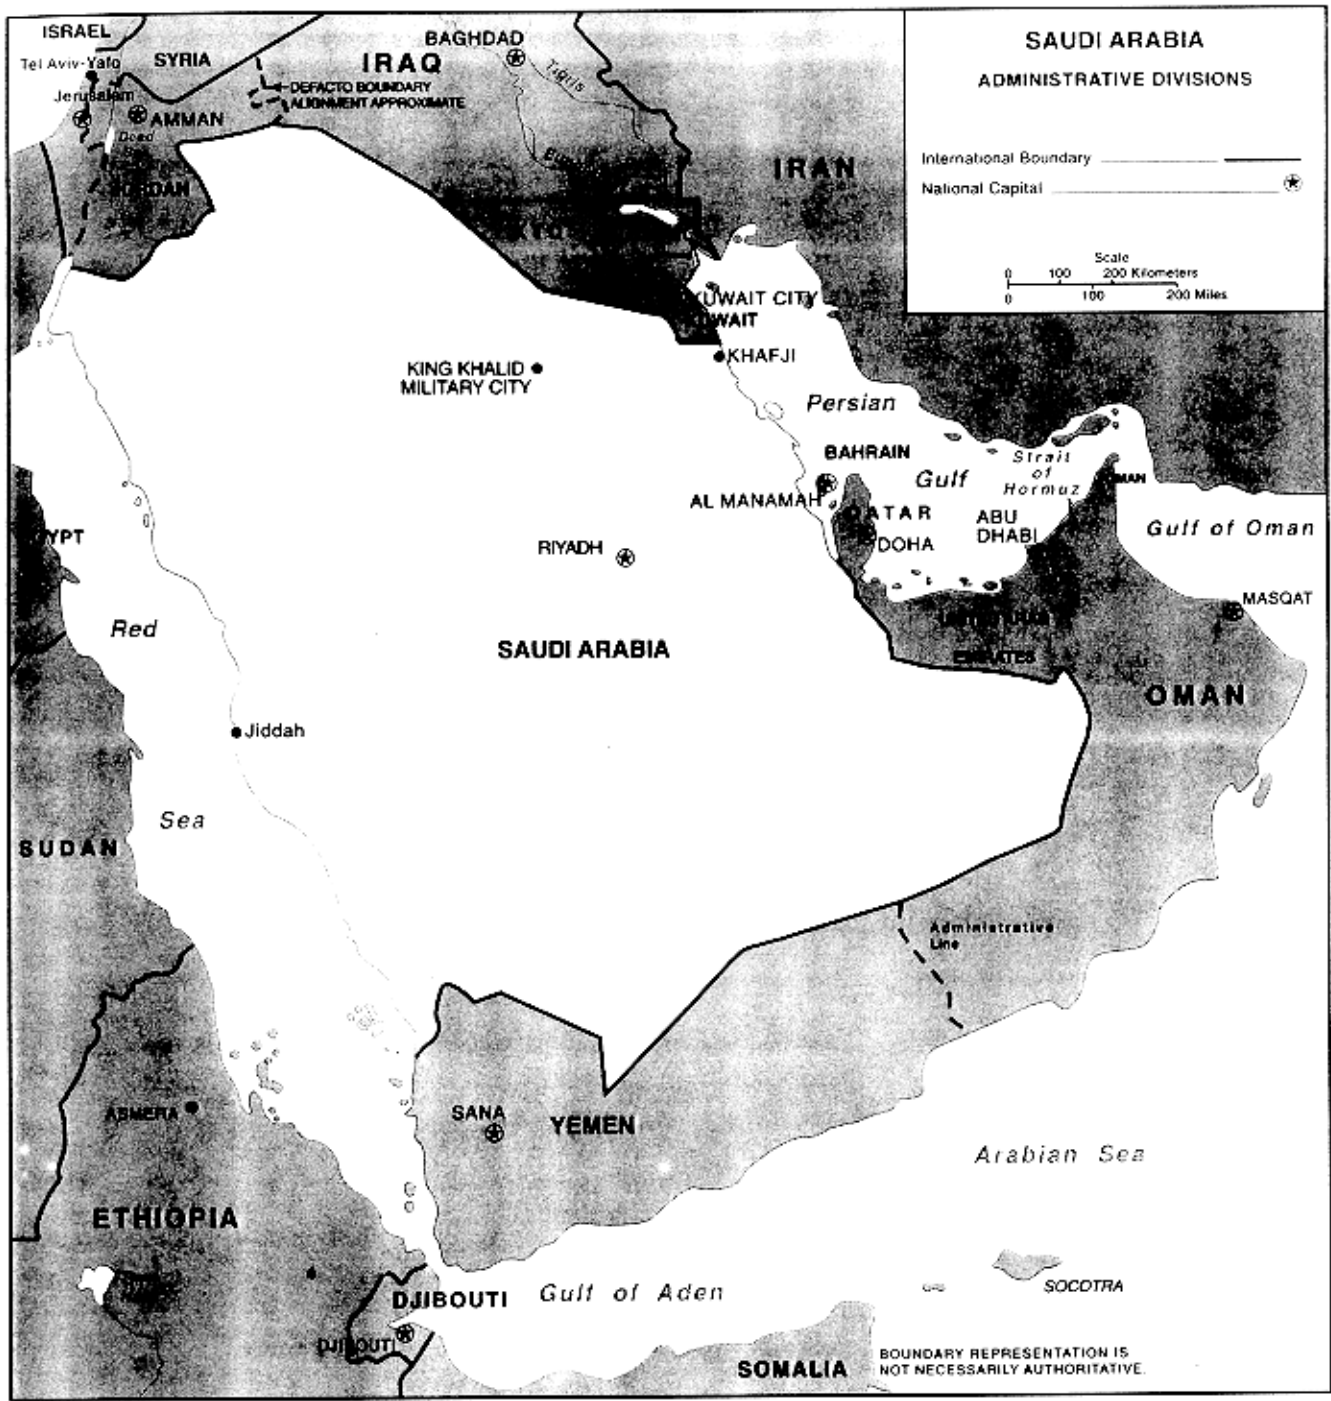 SAUDI ARABIA
ADMINISTRATIVE DIVISIONS
International Boundary
National Capital
Scale
0 100 200 Kilometers
0 100 200 Miles
ISRAEL
Tel Aviv-Yafo
SYRIA
Jerusalem
AMMAN
Dead
IRAQ
BAGHDAD
Tigris
DEFACTO BOUNDARY
ALIGNMENT APPROXIMATE
IRAN
KUWAIT CITY
KHAFJI
KING KHALID
MILITARY CITY
Persian
Gulf
BAHRAIN
AL MANAMAH
QATAR
DOHA
Strait
of
Hormuz
ABU
DHABI
Gulf of Oman
MASQAT
RIYADH
SAUDI ARABIA
EMIRATES
OMAN
Red
Sea
Jiddah
SUDAN
Administrative
Line
ASMERA
SANA
YEMEN
Arabian Sea
ETHIOPIA
DJIBOUTI
DJIBOUTI
Gulf of Aden
SOCOTRA
SOMALIA
BOUNDARY REPRESENTATION IS
NOT NECESSARILY AUTHORITATIVE.